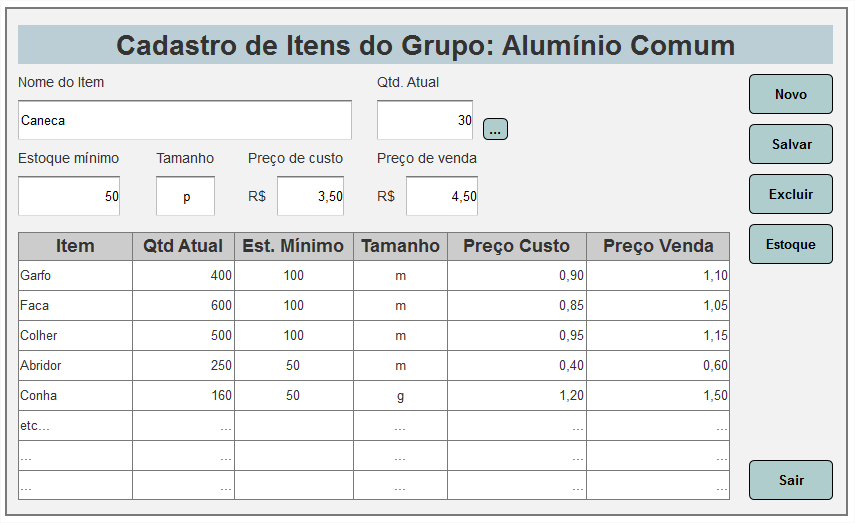 Cadastro de Itens do Grupo: Alumínio Comum
Nome do Item Qtd. Atual
Caneca 30 ...
Estoque mínimo Tamanho Preço de custo Preço de venda
50 p R$ 3,50 R$ 4,50
Novo
Salvar
Excluir
Estoque
Item Qtd Atual Est. Mínimo Tamanho Preço Custo Preço Venda
Garfo 400 100 m 0,90 1,10
Faca 600 100 m 0,85 1,05
Colher 500 100 m 0,95 1,15
Abridor 250 50 m 0,40 0,60
Conha 160 50 g 1,20 1,50
etc... ... ... ... ... ...
... ... ... ... ... ...
... ... ... ... ... ...
Sair